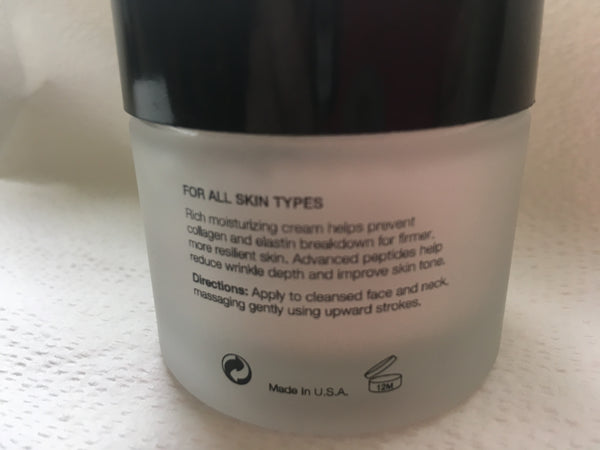 FOR ALL SKIN TYPES
Rich moisturizing cream helps prevent
collagen and elastin breakdown for firmer,
more resilient skin. Advanced peptides help
reduce wrinkle depth and improve skin tone.
Directions: Apply to cleansed face and neck,
massaging gently using upward strokes.
Made in U.S.A.
12M